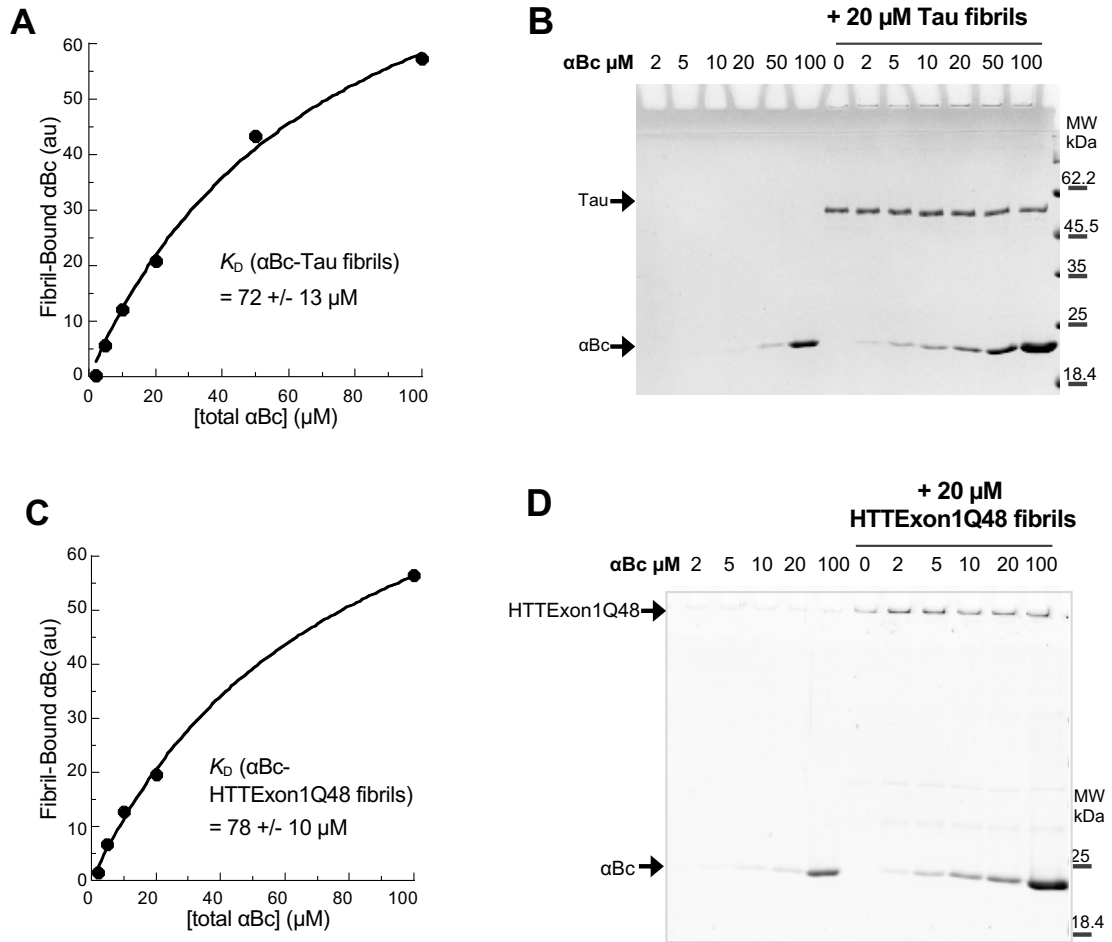 A
60
50
40
30
20
10
0
Fibril-Bound αBc (au)
K_D (αBc-Tau fibrils)
= 72 +/- 13 µM
0 20 40 60 80 100
[total αBc] (µM)
B
+ 20 µM Tau fibrils
αBc µM 2 5 10 20 50 100 0 2 5 10 20 50 100
MW
kDa
62.2
Tau
45.5
35
25
αBc
18.4
C
60
50
40
30
20
10
0
Fibril-Bound αBc (au)
K_D (αBc-
HTTExon1Q48 fibrils)
= 78 +/- 10 µM
0 20 40 60 80 100
[total αBc] (µM)
D
+ 20 µM
HTTExon1Q48 fibrils
αBc µM 2 5 10 20 100 0 2 5 10 20 100
HTTExon1Q48
MW
kDa
αBc
25
18.4